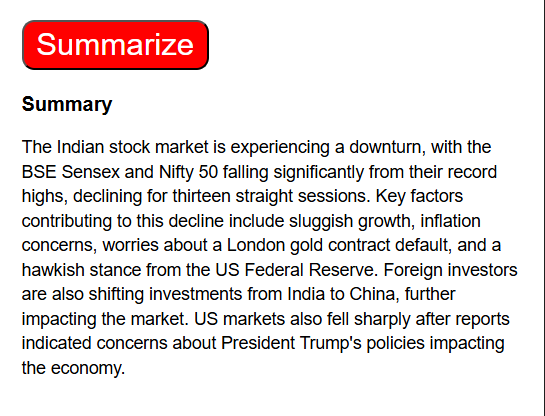 Summarize
Summary
The Indian stock market is experiencing a downturn, with the
BSE Sensex and Nifty 50 falling significantly from their record
highs, declining for thirteen straight sessions. Key factors
contributing to this decline include sluggish growth, inflation
concerns, worries about a London gold contract default, and a
hawkish stance from the US Federal Reserve. Foreign investors
are also shifting investments from India to China, further
impacting the market. US markets also fell sharply after reports
indicated concerns about President Trump's policies impacting
the economy.